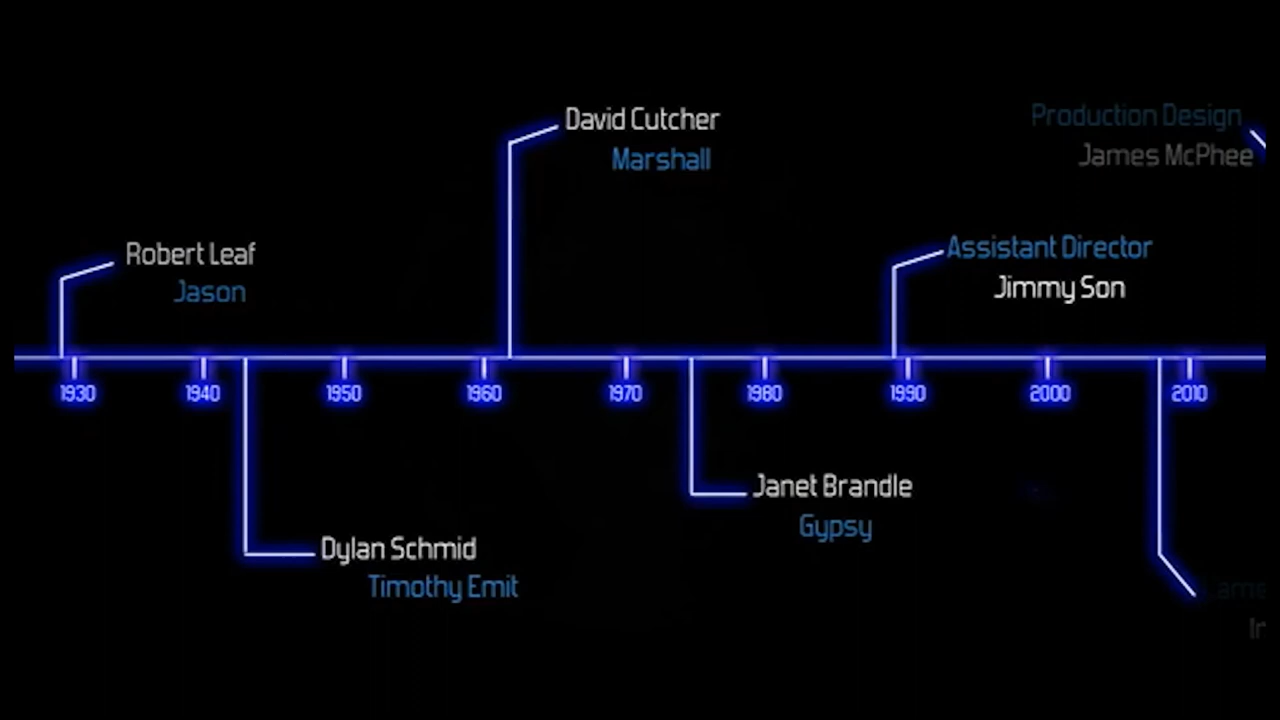 David Cutcher
Marshall
Production Design
James McPhee
Robert Leaf
Jason
Assistant Director
Jimmy Son
1930
1940
1950
1960
1970
1980
1990
2000
2010
Janet Brandle
Gypsy
Dylan Schmid
Timothy Emit